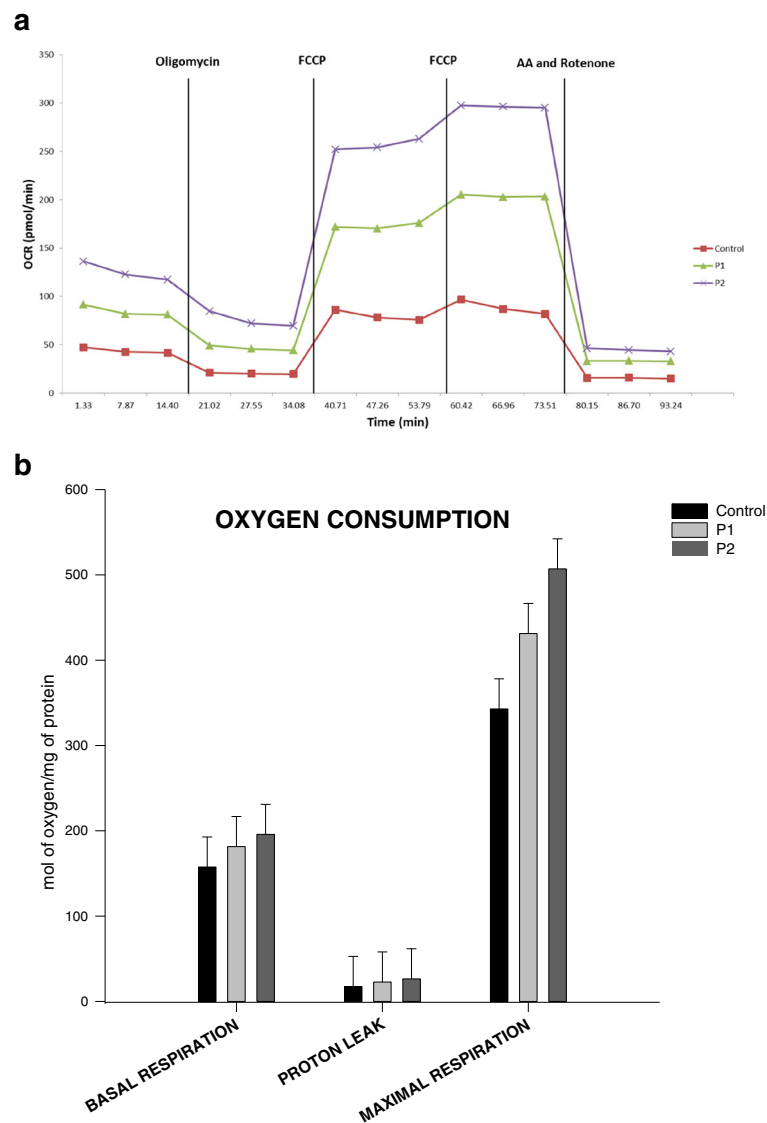 a
Oligomycin FCCP FCCP AA and Rotenone
350
300
250
200
150
100
50
0
OCR (pmol/min)
1.33 7.87 14.40 21.02 27.55 34.08 40.71 47.26 53.79 60.42 66.96 73.51 80.15 86.70 93.24
Time (min)
Control
P1
P2
b
OXYGEN CONSUMPTION
600
500
400
300
200
100
0
mol of oxygen/mg of protein
BASAL RESPIRATION
PROTON LEAK
MAXIMAL RESPIRATION
Control
P1
P2